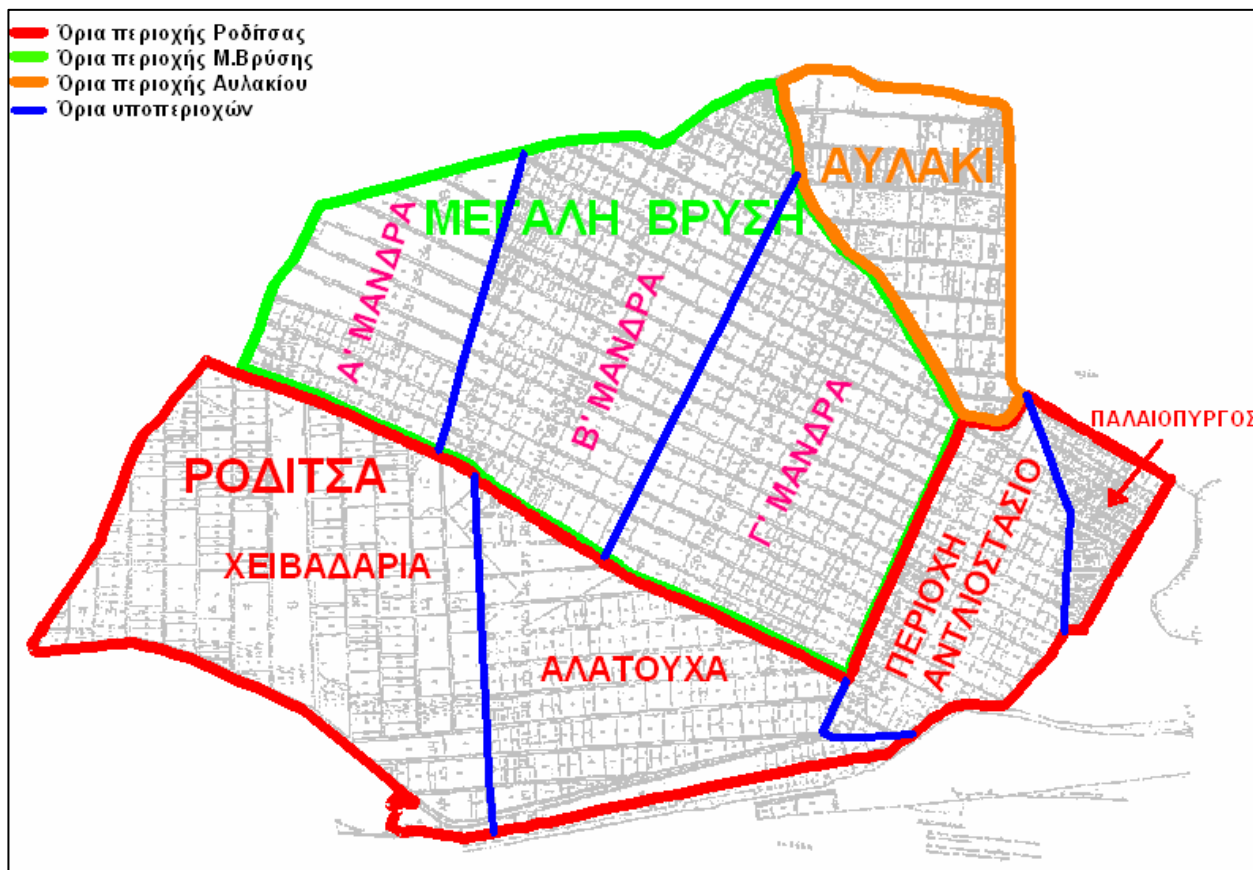 Όρια περιοχής Ροδίτσας
Όρια περιοχής Μ.Βρύσης
Όρια περιοχής Αυλακίου
Όρια υποπεριοχών
ΑΥΛΑΚΙ
ΜΕΓΑΛΗ ΒΡΥΣΗ
Α' ΜΑΝΔΡΑ
Β' ΜΑΝΔΡΑ
Γ' ΜΑΝΔΡΑ
ΠΑΛΑΙΟΠΥΡΓΟΣ
ΡΟΔΙΤΣΑ
ΧΕΙΒΑΔΑΡΙΑ
ΑΛΑΤΟΥΧΑ
ΠΕΡΙΟΧΗ
ΑΝΤΛΙΟΣΤΑΣΙΟ